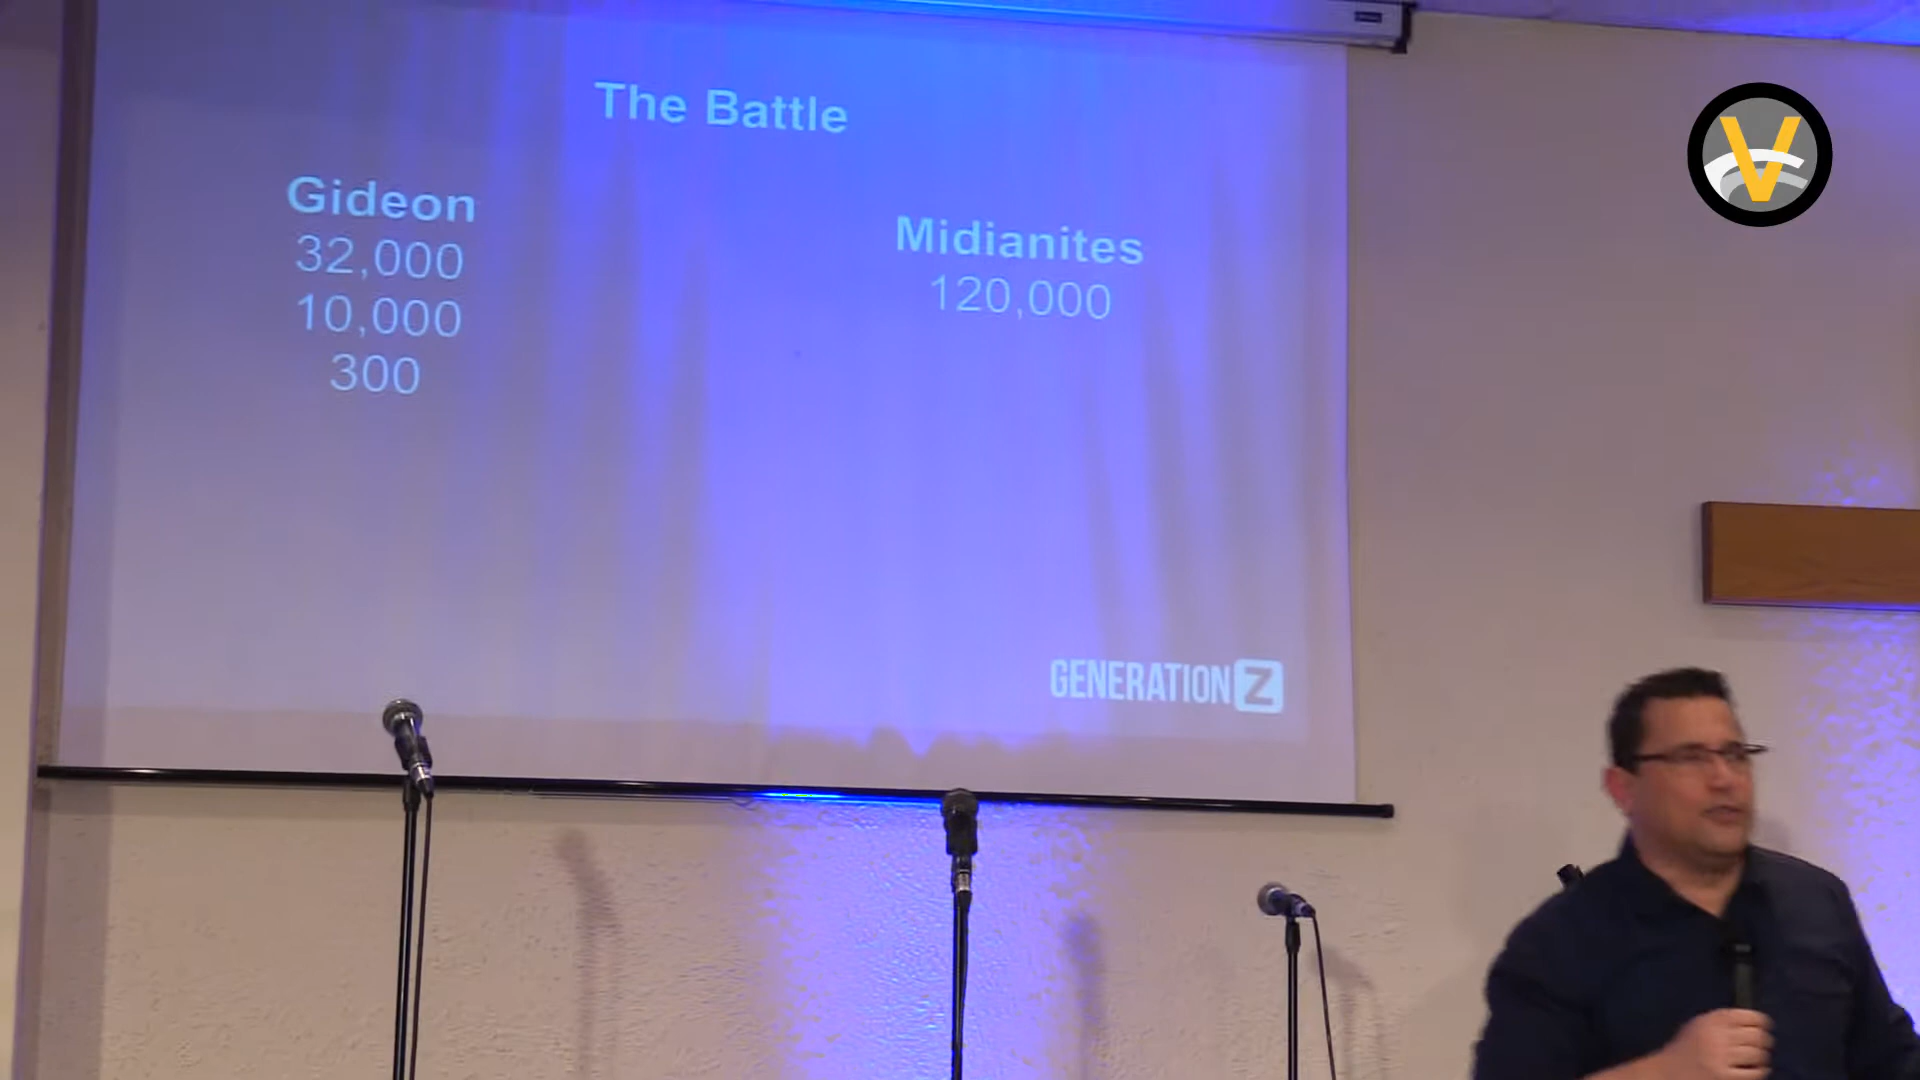 The Battle
Gideon
32,000
10,000
300
Midianites
120,000
GENERATION Z
V